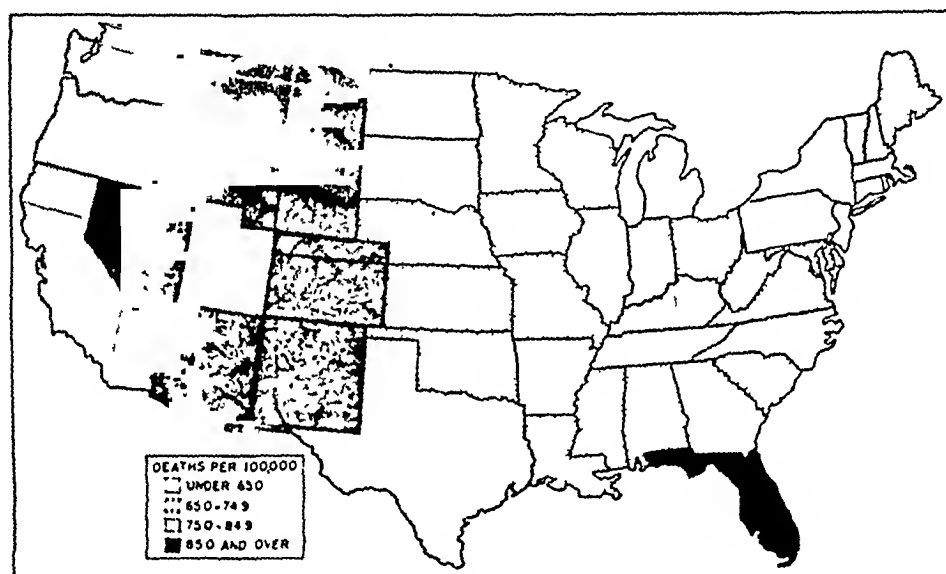 DEATHS PER 100,000
UNDER 650
650-749
750-849
850 AND OVER